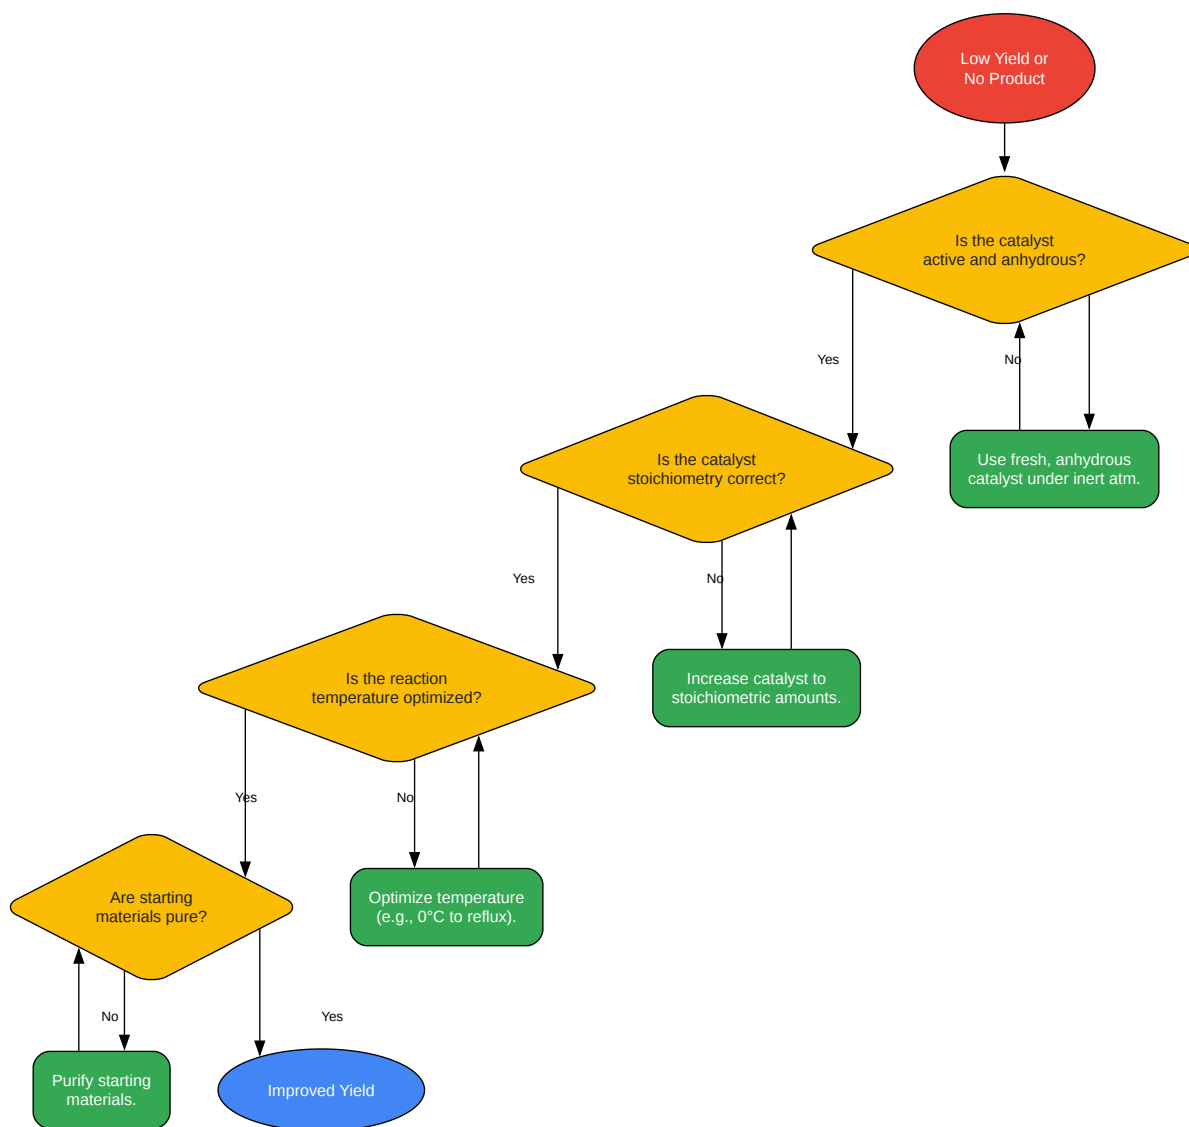 Low Yield or
No Product
Is the catalyst
active and anhydrous?
Yes
No
Is the catalyst
stoichiometry correct?
Use fresh, anhydrous
catalyst under inert atm.
Yes
No
Is the reaction
temperature optimized?
Increase catalyst to
stoichiometric amounts.
Yes
No
Are starting
materials pure?
Optimize temperature
(e.g., 0°C to reflux).
No
Yes
Purify starting
materials.
Improved Yield